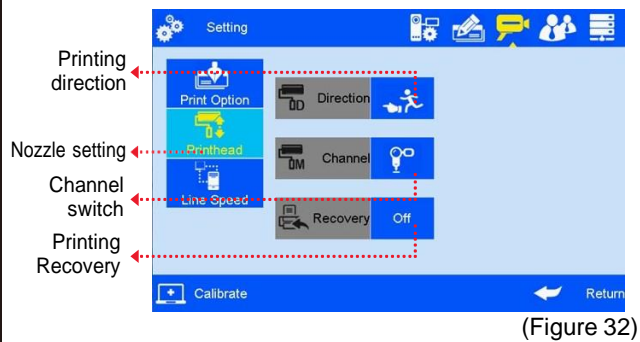 Setting
Printing
direction
Print Option
Direction
Nozzle setting
Printhead
Channel
Channel
switch
Line Speed
Recovery
Off
Printing
Recovery
Calibrate
Return
(Figure 32)